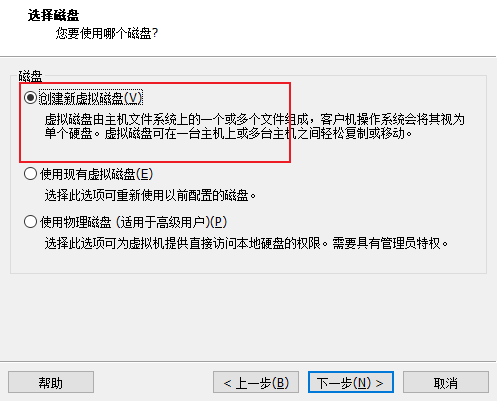 选择磁盘
您要使用哪个磁盘?
磁盘
创建新虚拟磁盘(V)
虚拟磁盘由主机文件系统上的一个或多个文件组成，客户机操作系统会将其视为
单个硬盘。虚拟磁盘可在一台主机上或多台主机之间轻松复制或移动。
使用现有虚拟磁盘(E)
选择此选项可重新使用以前配置的磁盘。
使用物理磁盘 (适用于高级用户)(P)
选择此选项可为虚拟机提供直接访问本地硬盘的权限。需要具有管理员特权。
帮助 < 上一步(B) 下一步(N) > 取消